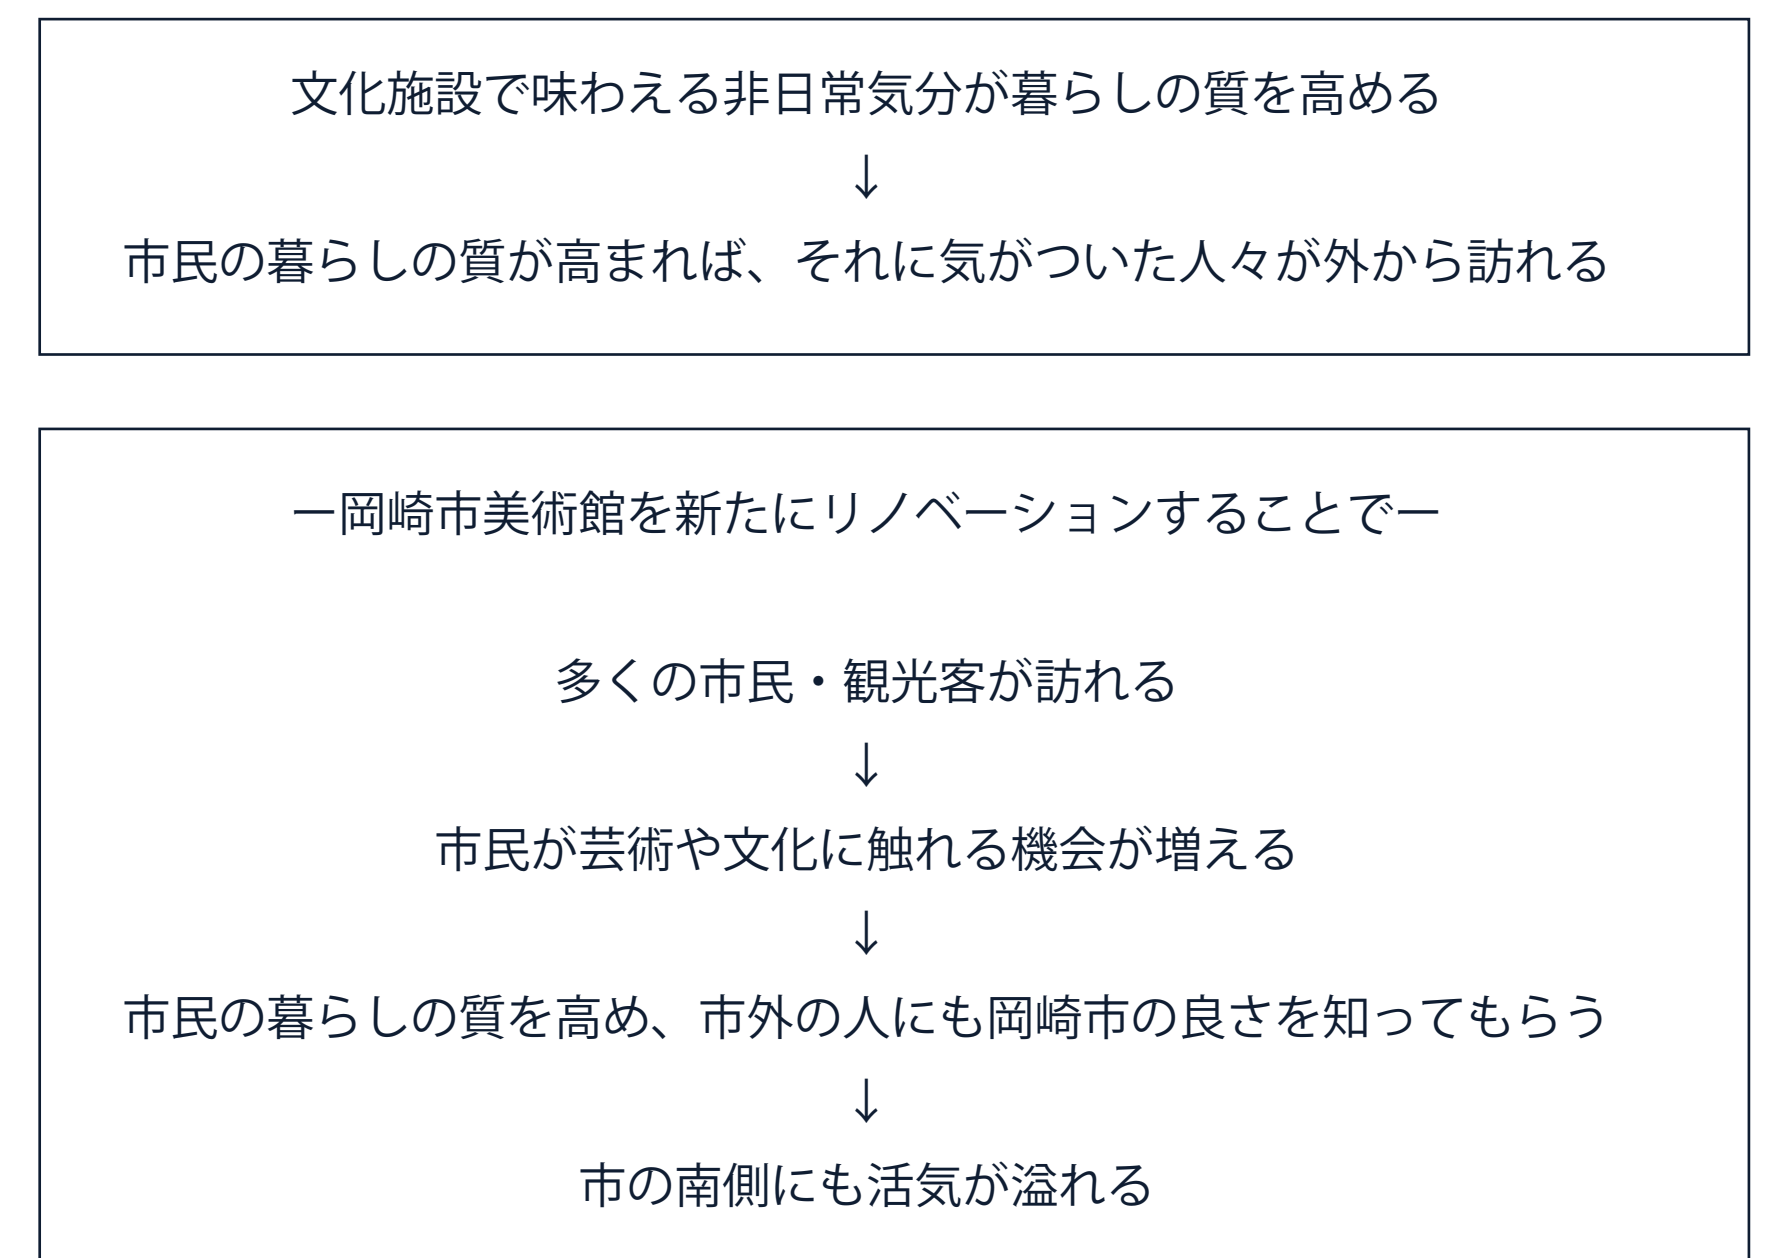 文化施設で味わえる非日常気分が暮らしの質を高める
↓
市民の暮らしの質が高まれば、それに気がついた人々が外から訪れる
ー岡崎市美術館を新たにリノベーションすることでー
多くの市民・観光客が訪れる
↓
市民が芸術や文化に触れる機会が増える
↓
市民の暮らしの質を高め、市外の人にも岡崎市の良さを知ってもらう
↓
市の南側にも活気が溢れる